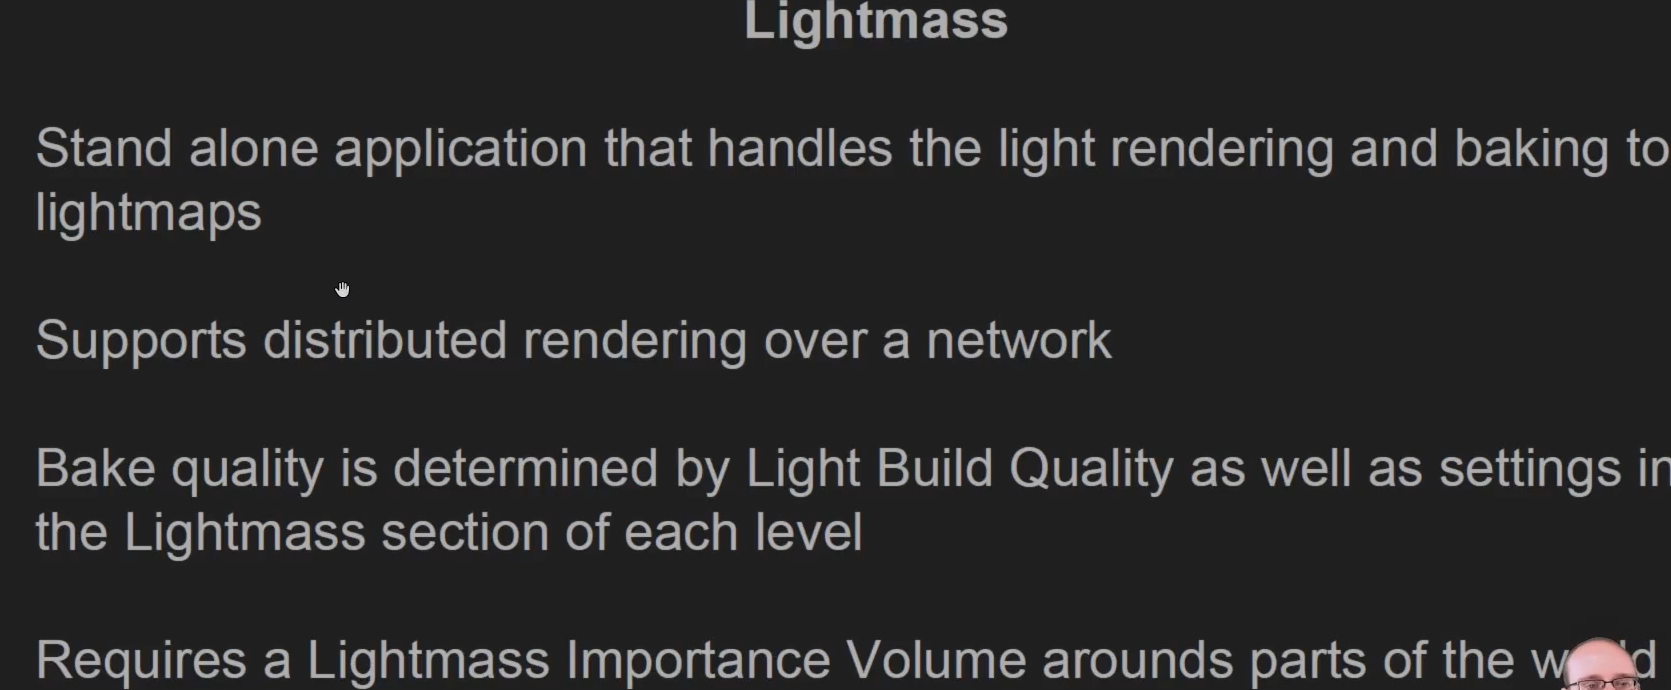 Lightmass
Stand alone application that handles the light rendering and baking to
lightmaps
Supports distributed rendering over a network
Bake quality is determined by Light Build Quality as well as settings in
the Lightmass section of each level
Requires a Lightmass Importance Volume arounds parts of the